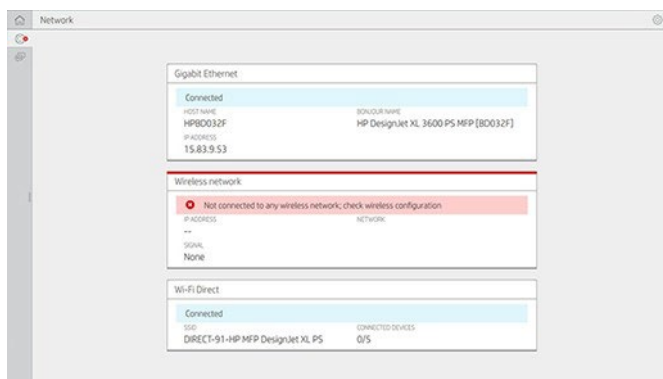 Network
Gigabit Ethernet
Connected
HOST NAME BONJOUR NAME
HPBD032F HP DesignJet XL 3600 PS MFP [BD032F]
IP ADDRESS
15.83.9.53
Wireless network
Not connected to any wireless network; check wireless configuration
IP ADDRESS NETWORK
--
SIGNAL
None
Wi-Fi Direct
Connected
SSID CONNECTED DEVICES
DIRECT-91-HP MFP DesignJet XL PS 0/5